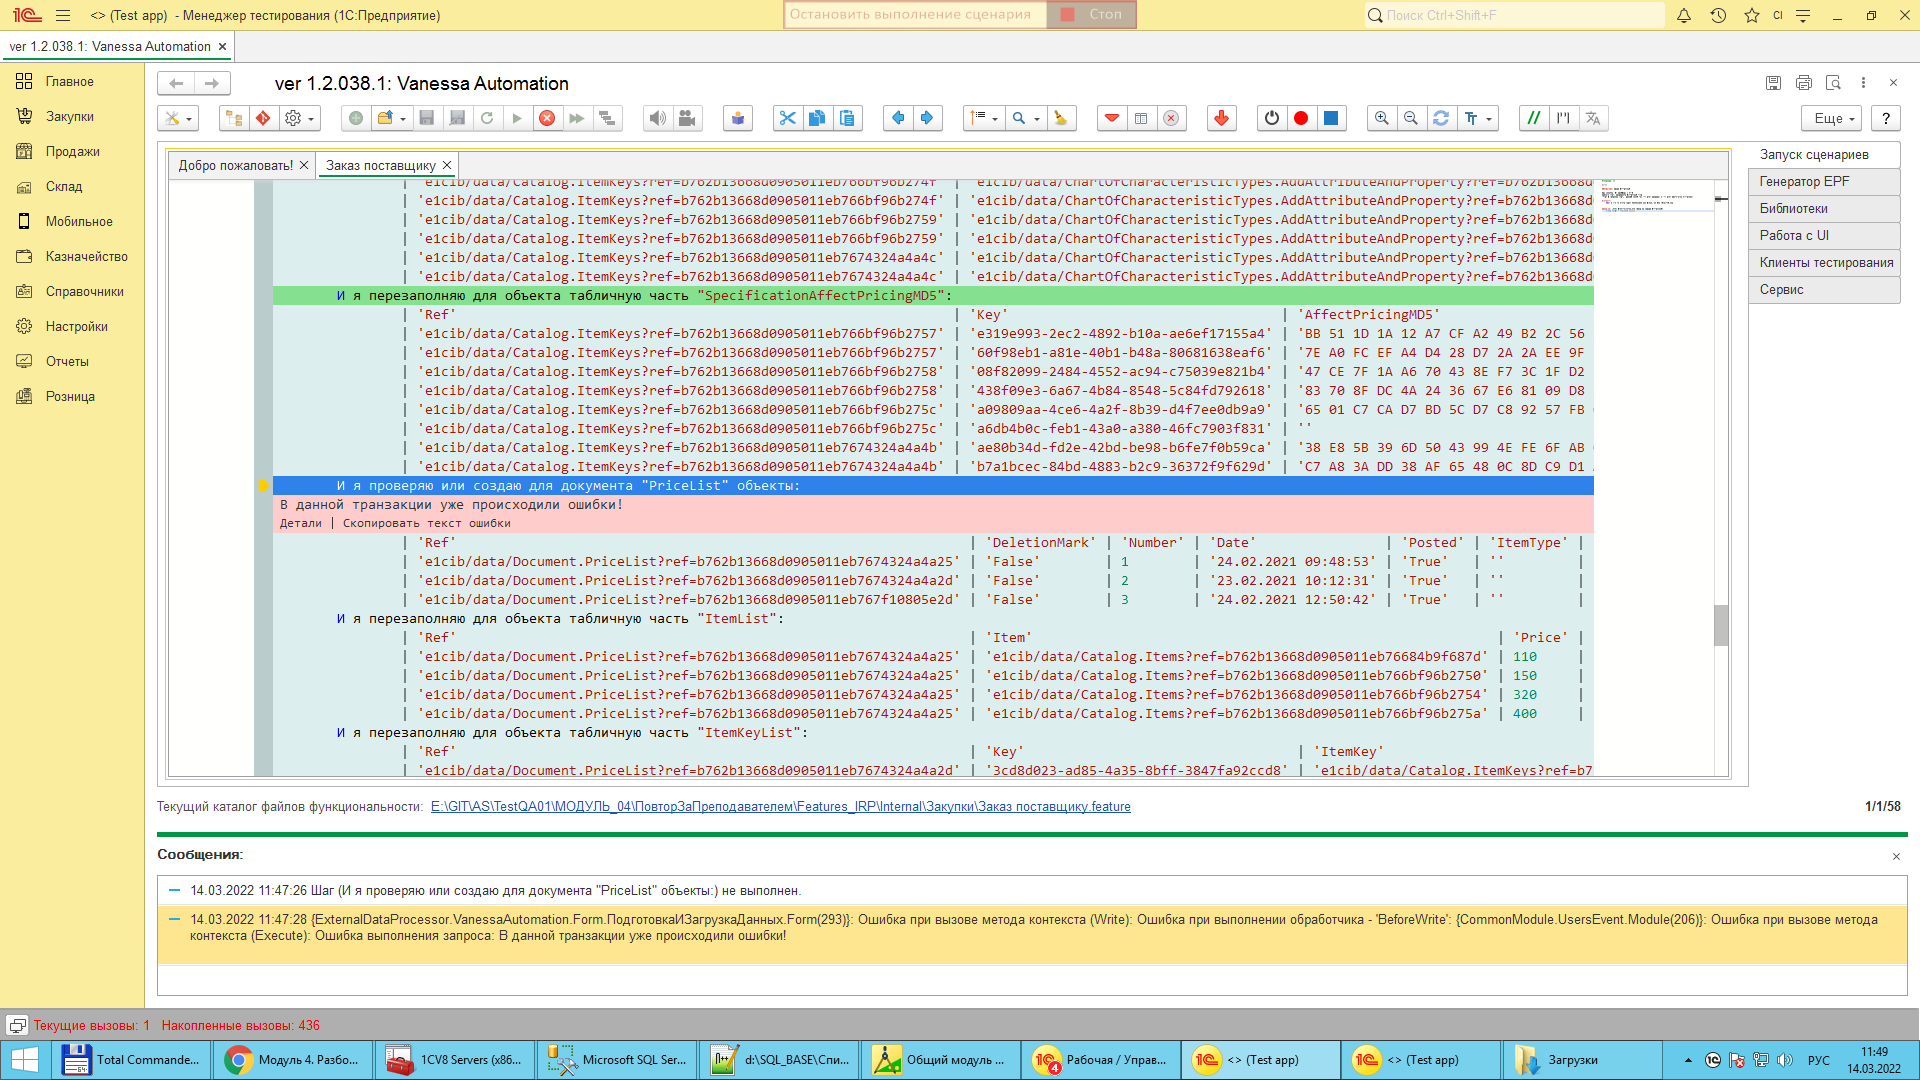 <> (Test app) - Менеджер тестирования (1С:Предприятие)
Остановить выполнение сценария
Стоп
Поиск Ctrl+Shift+F
CI
ver 1.2.038.1: Vanessa Automation ×
Главное
Закупки
Продажи
Склад
Мобильное
Казначейство
Справочники
Настройки
Отчеты
Розница
ver 1.2.038.1: Vanessa Automation
Еще
?
Добро пожаловать! ×
Заказ поставщику ×
Запуск сценариев
Генератор EPF
Библиотеки
Работа с UI
Клиенты тестирования
Сервис
| 'e1cib/data/Catalog.ItemKeys?ref=b762b13668d0905011eb766bf96b274f' | 'e1cib/data/ChartOfCharacteristicTypes.AddAttributeAndProperty?ref=b762b13668d
| 'e1cib/data/Catalog.ItemKeys?ref=b762b13668d0905011eb766bf96b274f' | 'e1cib/data/ChartOfCharacteristicTypes.AddAttributeAndProperty?ref=b762b13668d
| 'e1cib/data/Catalog.ItemKeys?ref=b762b13668d0905011eb766bf96b2759' | 'e1cib/data/ChartOfCharacteristicTypes.AddAttributeAndProperty?ref=b762b13668d
| 'e1cib/data/Catalog.ItemKeys?ref=b762b13668d0905011eb766bf96b2759' | 'e1cib/data/ChartOfCharacteristicTypes.AddAttributeAndProperty?ref=b762b13668d
| 'e1cib/data/Catalog.ItemKeys?ref=b762b13668d0905011eb7674324a4a4c' | 'e1cib/data/ChartOfCharacteristicTypes.AddAttributeAndProperty?ref=b762b13668d
| 'e1cib/data/Catalog.ItemKeys?ref=b762b13668d0905011eb7674324a4a4c' | 'e1cib/data/ChartOfCharacteristicTypes.AddAttributeAndProperty?ref=b762b13668d
И я перезаполняю для объекта табличную часть "SpecificationAffectPricingMD5":
| 'Ref' | 'Key' | 'AffectPricingMD5'
| 'e1cib/data/Catalog.ItemKeys?ref=b762b13668d0905011eb766bf96b2757' | 'e319e993-2ec2-4892-b10a-ae6ef17155a4' | 'BB 51 1D 1A 12 A7 CF A2 49 B2 2C 56
| 'e1cib/data/Catalog.ItemKeys?ref=b762b13668d0905011eb766bf96b2757' | '60f98eb1-a81e-40b1-b48a-80681638eaf6' | '7E A0 FC EF A4 D4 28 D7 2A 2A EE 9F
| 'e1cib/data/Catalog.ItemKeys?ref=b762b13668d0905011eb766bf96b2758' | '08f82099-2484-4552-ac94-c75039e821b4' | '47 CE 7F 1A A6 70 43 8E F7 3C 1F D2
| 'e1cib/data/Catalog.ItemKeys?ref=b762b13668d0905011eb766bf96b2758' | '438f09e3-6a67-4b84-8548-5c84fd792618' | '83 70 8F DC 4A 24 36 67 E6 81 09 D8
| 'e1cib/data/Catalog.ItemKeys?ref=b762b13668d0905011eb766bf96b275c' | 'a09809aa-4ce6-4a2f-8b39-d4f7ee0db9a9' | '65 01 C7 CA D7 BD 5C D7 C8 92 57 FB
| 'e1cib/data/Catalog.ItemKeys?ref=b762b13668d0905011eb766bf96b275c' | 'a6db4b0c-feb1-43a0-a380-46fc7903f831' | ''
| 'e1cib/data/Catalog.ItemKeys?ref=b762b13668d0905011eb7674324a4a4b' | 'ae80b34d-fd2e-42bd-be98-b6fe7f0b59ca' | '38 E8 5B 39 6D 50 43 99 4E FE 6F AB
| 'e1cib/data/Catalog.ItemKeys?ref=b762b13668d0905011eb7674324a4a4b' | 'b7a1bcec-84bd-4883-b2c9-36372f9f629d' | 'C7 A8 3A DD 38 AF 65 48 0C 8D C9 D1
И я проверяю или создаю для документа "PriceList" объекты:
В данной транзакции уже происходили ошибки!
Детали | Скопировать текст ошибки
| 'Ref' | 'DeletionMark' | 'Number' | 'Date' | 'Posted' | 'ItemType' |
| 'e1cib/data/Document.PriceList?ref=b762b13668d0905011eb7674324a4a25' | 'False' | 1 | '24.02.2021 09:48:53' | 'True' | '' |
| 'e1cib/data/Document.PriceList?ref=b762b13668d0905011eb7674324a4a2d' | 'False' | 2 | '23.02.2021 10:12:31' | 'True' | '' |
| 'e1cib/data/Document.PriceList?ref=b762b13668d0905011eb767f10805e2d' | 'False' | 3 | '24.02.2021 12:50:42' | 'True' | '' |
И я перезаполняю для объекта табличную часть "ItemList":
| 'Ref' | 'Item' | 'Price' |
| 'e1cib/data/Document.PriceList?ref=b762b13668d0905011eb7674324a4a25' | 'e1cib/data/Catalog.Items?ref=b762b13668d0905011eb76684b9f687d' | 110 |
| 'e1cib/data/Document.PriceList?ref=b762b13668d0905011eb7674324a4a25' | 'e1cib/data/Catalog.Items?ref=b762b13668d0905011eb766bf96b2750' | 150 |
| 'e1cib/data/Document.PriceList?ref=b762b13668d0905011eb7674324a4a25' | 'e1cib/data/Catalog.Items?ref=b762b13668d0905011eb766bf96b2754' | 320 |
| 'e1cib/data/Document.PriceList?ref=b762b13668d0905011eb7674324a4a25' | 'e1cib/data/Catalog.Items?ref=b762b13668d0905011eb766bf96b275a' | 400 |
И я перезаполняю для объекта табличную часть "ItemKeyList":
| 'Ref' | 'Key' | 'ItemKey'
| 'e1cib/data/Document.PriceList?ref=b762b13668d0905011eb7674324a4a2d' | '3cd8d023-ad85-4a35-8bff-3847fa92ccd8' | 'e1cib/data/Catalog.ItemKeys?ref=b7
Текущий каталог файлов функциональности: E:\GIT\AS\TestQA01\МОДУЛЬ_04\ПовторЗаПреподавателем\Features_IRP\Internal\Закупки\Заказ поставщику.feature
1/1/58
Сообщения:
14.03.2022 11:47:26 Шаг (И я проверяю или создаю для документа "PriceList" объекты:) не выполнен.
14.03.2022 11:47:28 {ExternalDataProcessor.VanessaAutomation.Form.ПодготовкаИЗагрузкаДанных.Form(293)}: Ошибка при вызове метода контекста (Write): Ошибка при выполнении обработчика - 'BeforeWrite': {CommonModule.UsersEvent.Module(206)}: Ошибка при вызове метода
контекста (Execute): Ошибка выполнения запроса: В данной транзакции уже происходили ошибки!
Текущие вызовы: 1 Накопленные вызовы: 436
Total Commande...
Модуль 4. Разбо...
1CV8 Servers (x86...
Microsoft SQL Ser...
d:\SQL_BASE\Спи...
Общий модуль ...
Рабочая / Управ...
<> (Test app)
<> (Test app)
Загрузки
РУС
11:49
14.03.2022